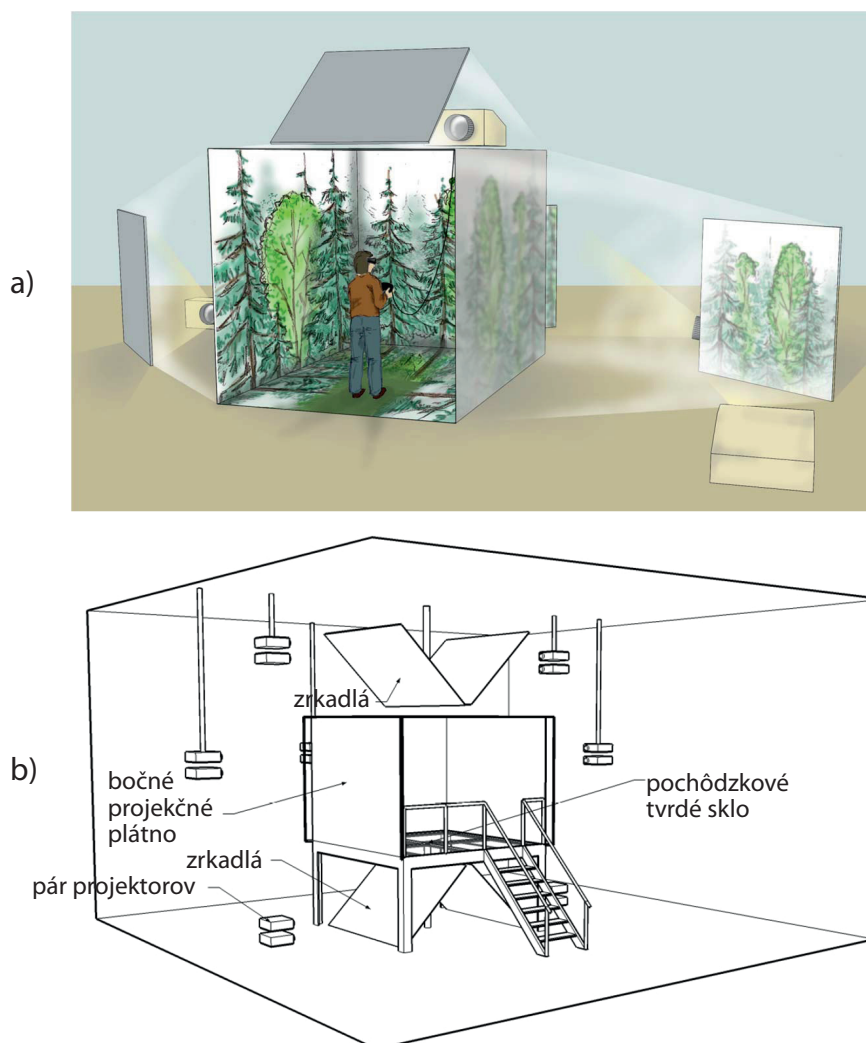 a)
b)
zrkadlá
bočné
projekčné
plátno
pochôdzkové
tvrdé sklo
zrkadlá
pár projektorov